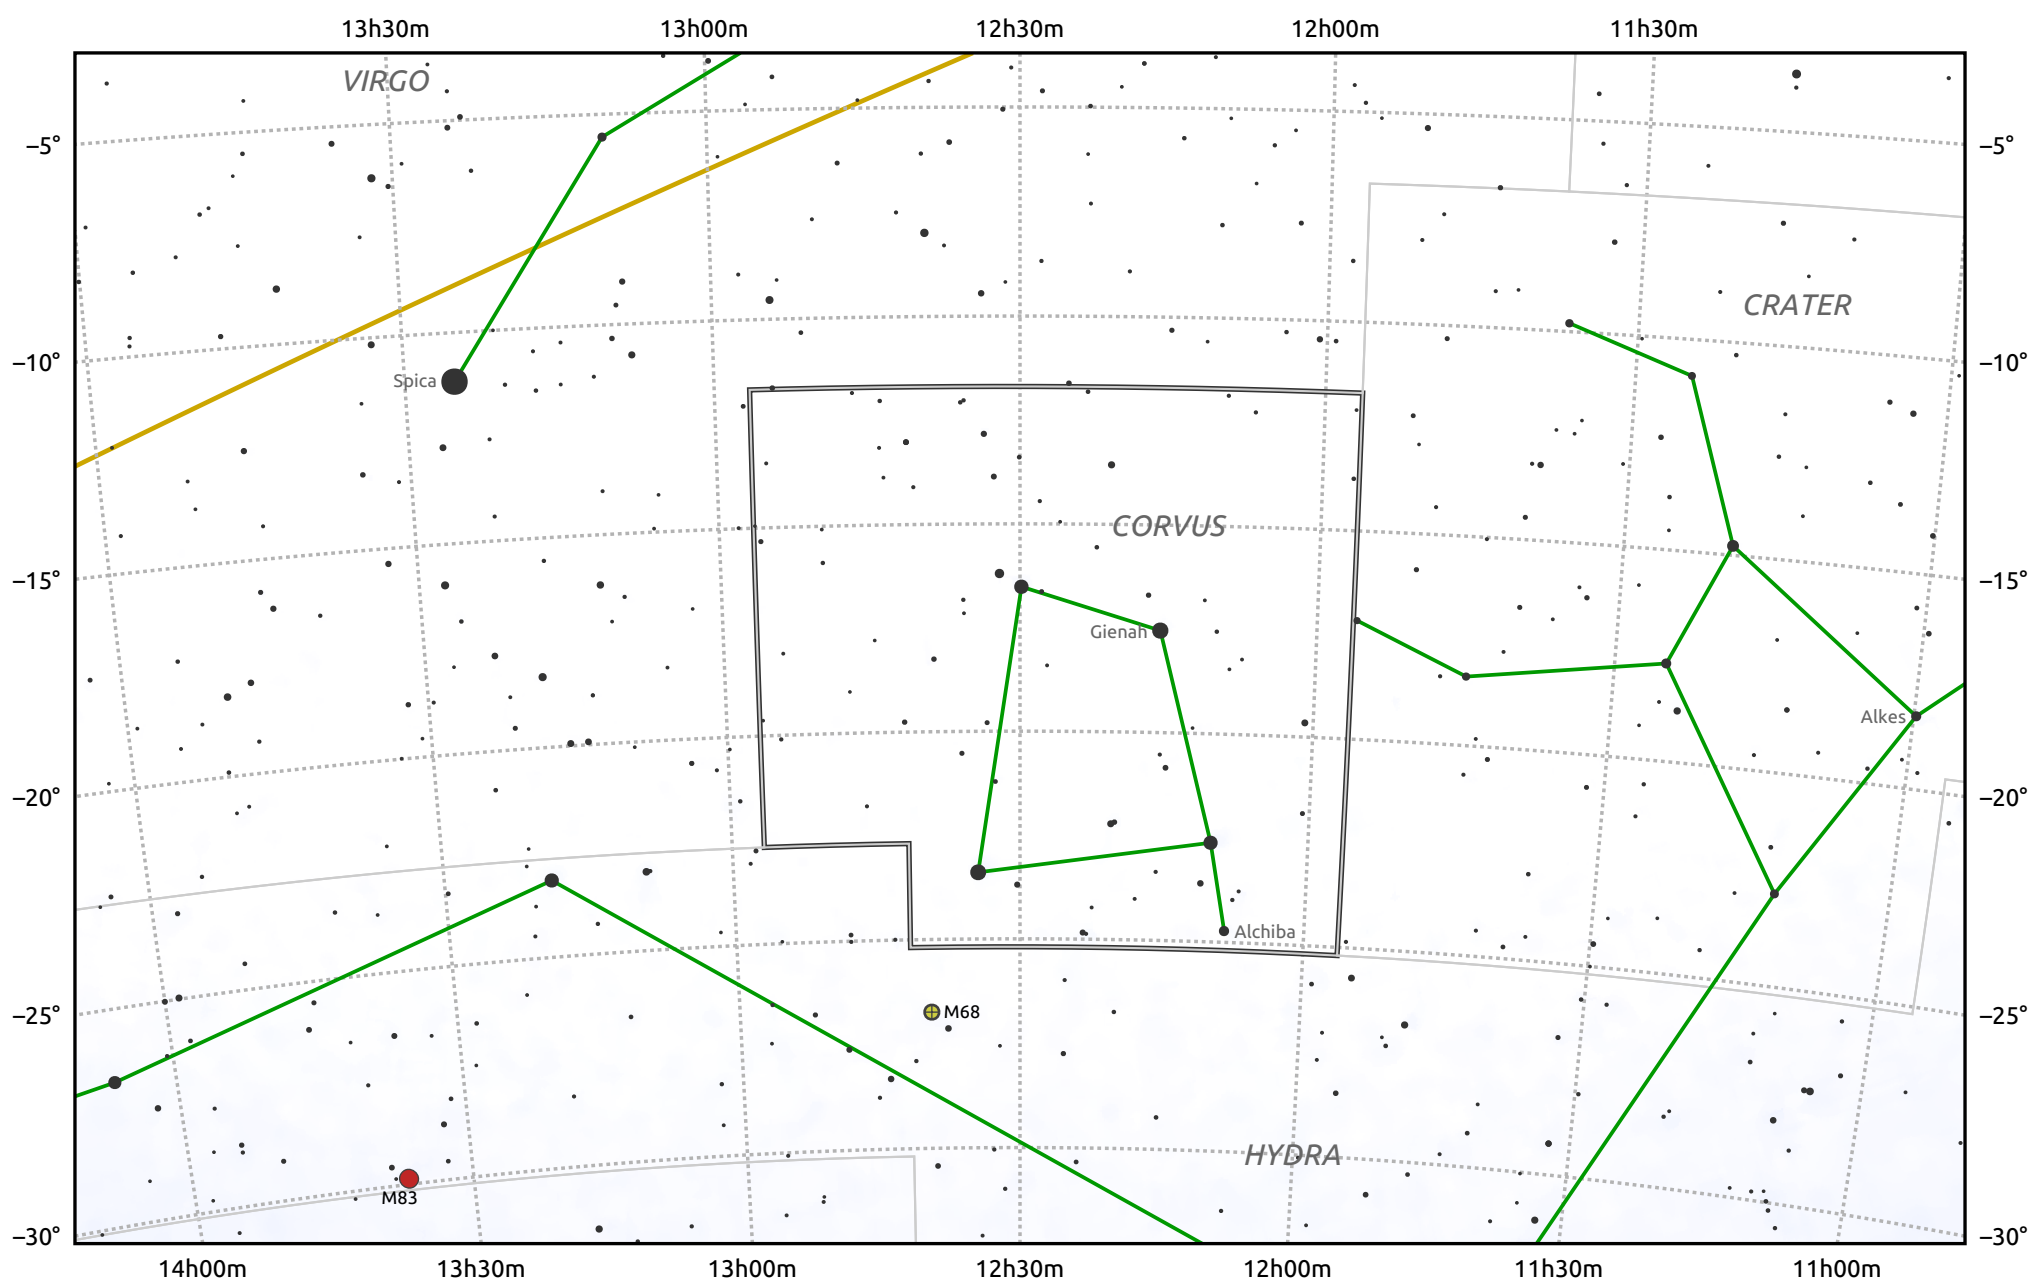 13h30m 13h00m 12h30m 12h00m 11h30m
VIRGO
−5° −5°
CRATER
−10° −10°
Spica
CORVUS
−15° −15°
Gienah
Alkes
−20° −20°
Alchiba
M68
−25° −25°
HYDRA
M83
−30° −30°
14h00m 13h30m 13h00m 12h30m 12h00m 11h30m 11h00m